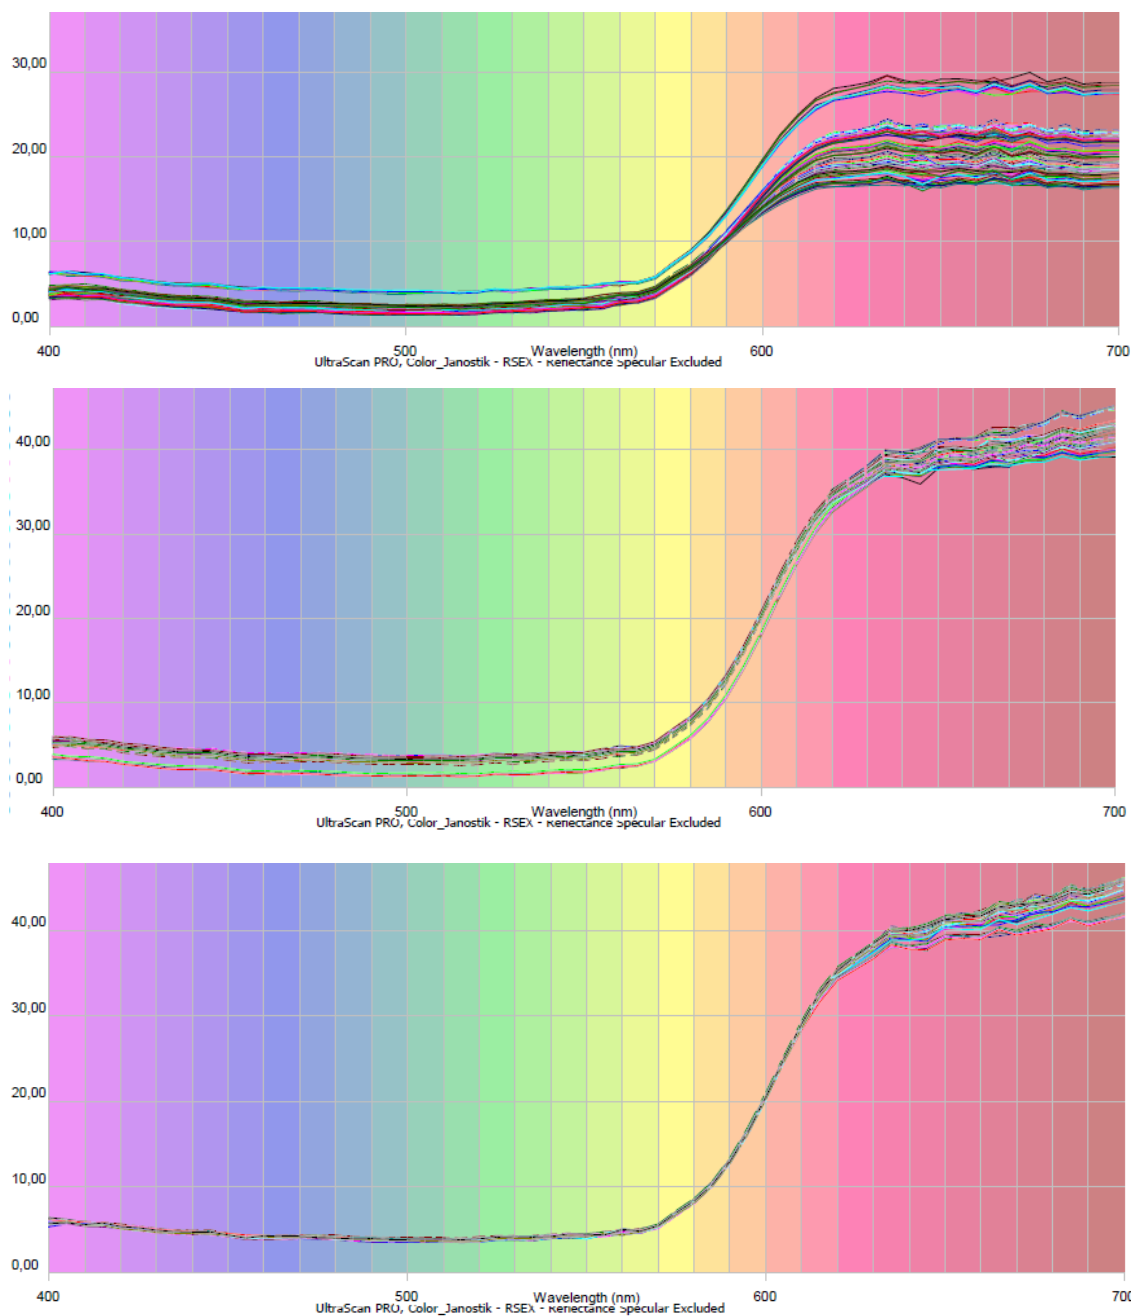 30,00
20,00
10,00
0,00
400 500 Wavelength (nm) 600 700
UltraScan PRO, Color_Janostik - RSEX - Reflectance Specular Excluded
40,00
30,00
20,00
10,00
0,00
400 500 Wavelength (nm) 600 700
UltraScan PRO, Color_Janostik - RSEX - Reflectance Specular Excluded
40,00
30,00
20,00
10,00
0,00
400 500 Wavelength (nm) 600 700
UltraScan PRO, Color_Janostik - RSEX - Reflectance Specular Excluded